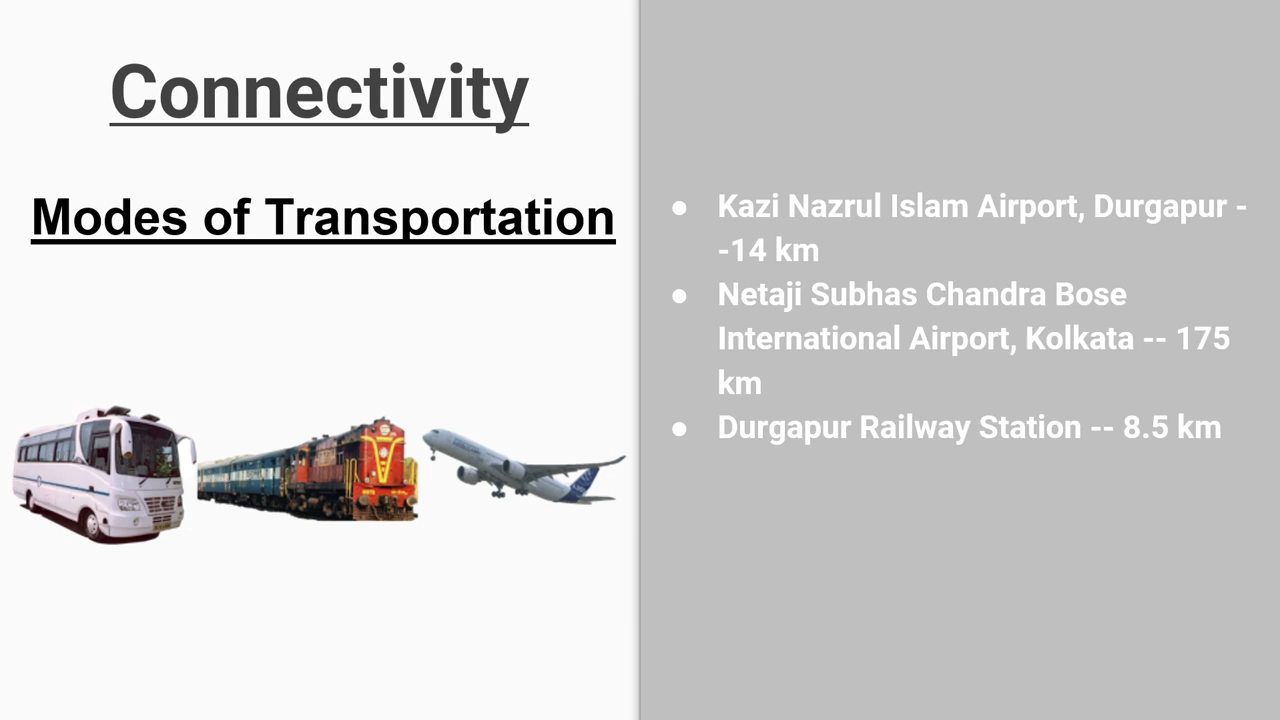 Connectivity
Modes of Transportation
● Kazi Nazrul Islam Airport, Durgapur -
-14 km
● Netaji Subhas Chandra Bose
International Airport, Kolkata -- 175
km
● Durgapur Railway Station -- 8.5 km